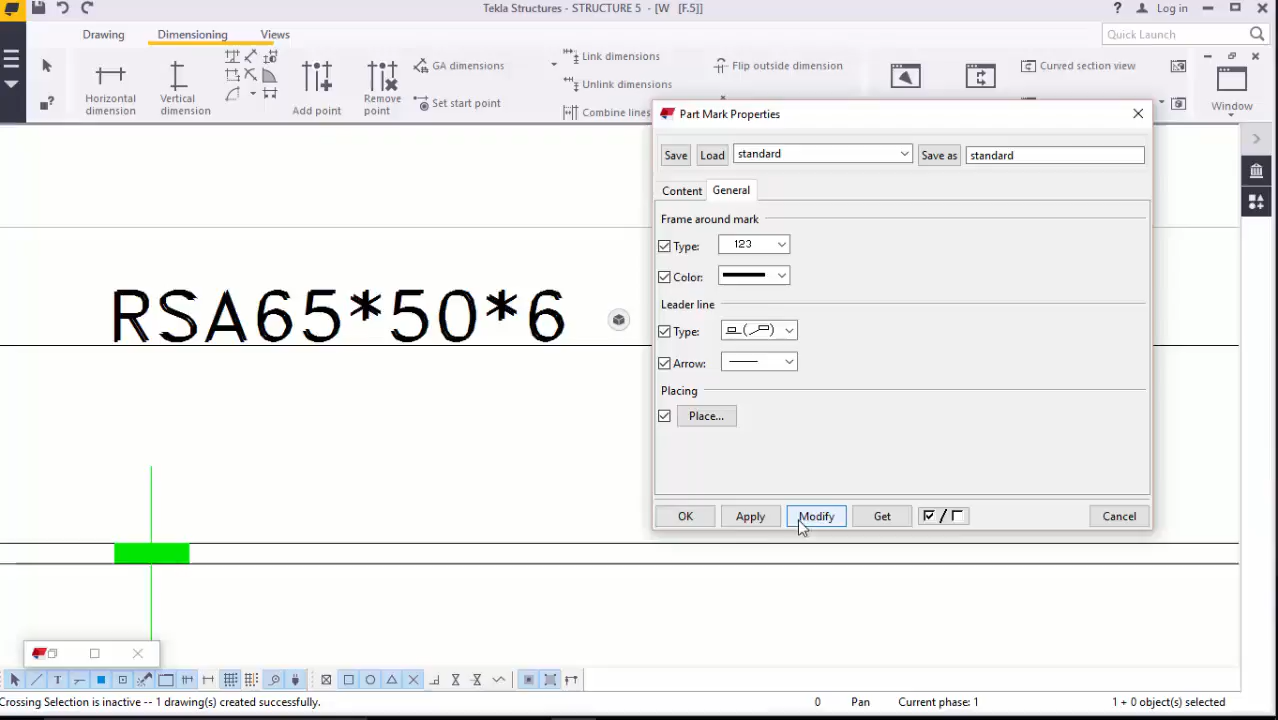 Tekla Structures - STRUCTURE 5 - [W [F.5]]
? Log in
Drawing Dimensioning Views
Quick Launch
Horizontal dimension
Vertical dimension
Add point
Remove point
GA dimensions
Set start point
Link dimensions
Unlink dimensions
Combine lines
Flip outside dimension
Curved section view
Window
Part Mark Properties
Save Load standard Save as standard
Content General
Frame around mark
Type: 123
Color:
Leader line
Type:
Arrow:
Placing
Place...
OK Apply Modify Get / Cancel
RSA65*50*6
Crossing Selection is inactive -- 1 drawing(s) created successfully. 0 Pan Current phase: 1 1 + 0 object(s) selected